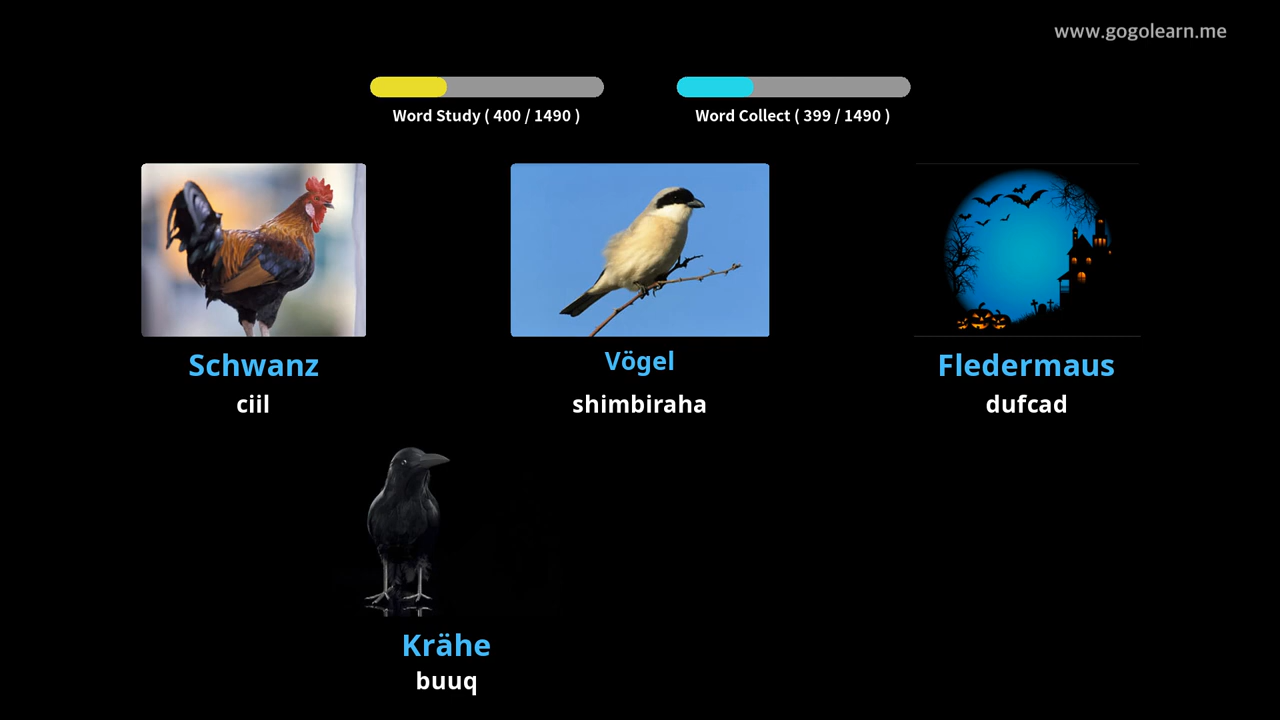 www.gogolearn.me
Word Study ( 400 / 1490 )
Word Collect ( 399 / 1490 )
Schwanz
ciil
Vögel
shimbiraha
Fledermaus
dufcad
Krähe
buuq